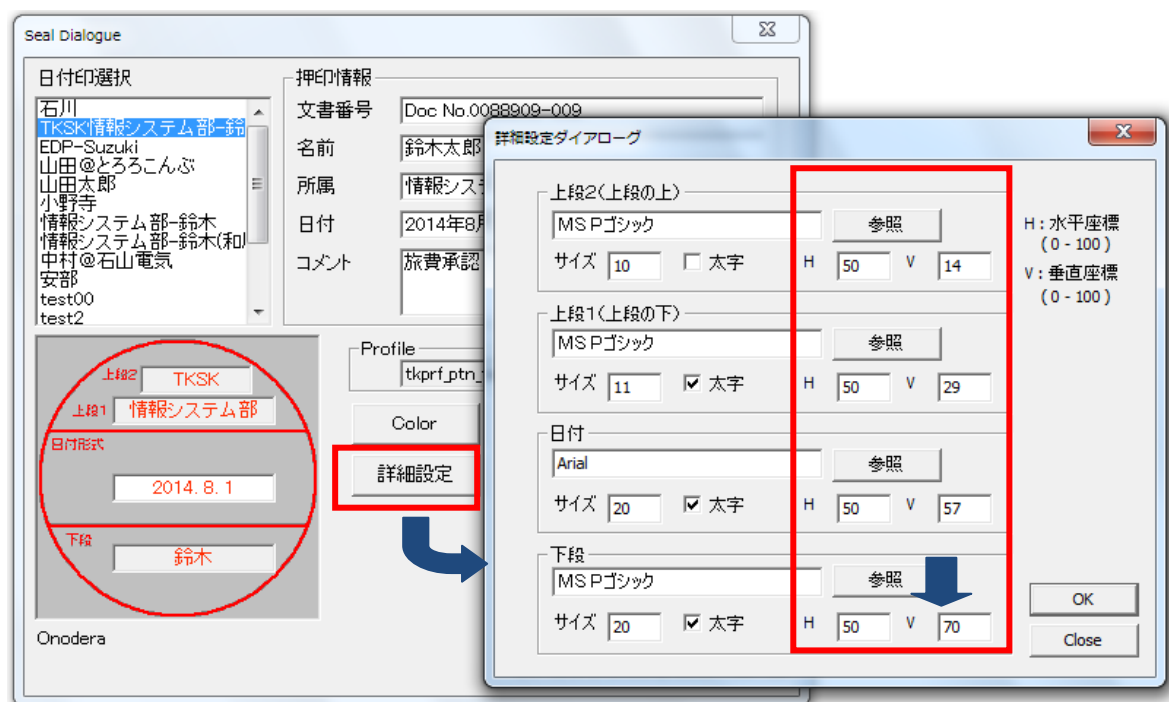 Seal Dialogue
日付印選択
石川
TKSK情報システム部-鈴
EDP-Suzuki
山田@とろろこんぶ
山田太郎
小野寺
情報システム部-鈴木
情報システム部-鈴木(和
中村@石山電気
安部
test00
test2
押印情報
文書番号 Doc No.0088909-009
名前 鈴木太郎
所属 情報シス
日付 2014年8月
コメント 旅費承認
上段2 TKSK
上段1 情報システム部
日付形式
2014. 8. 1
下段
鈴木
Onodera
Profile
tkprf_ptn_
Color
詳細設定
詳細設定ダイアローグ
上段2(上段の上)
MS Pゴシック 参照
サイズ 10 太字 H 50 V 14
上段1(上段の下)
MS Pゴシック 参照
サイズ 11 太字 H 50 V 29
日付
Arial 参照
サイズ 20 太字 H 50 V 57
下段
MS Pゴシック 参照
サイズ 20 太字 H 50 V 70
H : 水平座標
( 0 - 100 )
V : 垂直座標
( 0 - 100 )
OK
Close